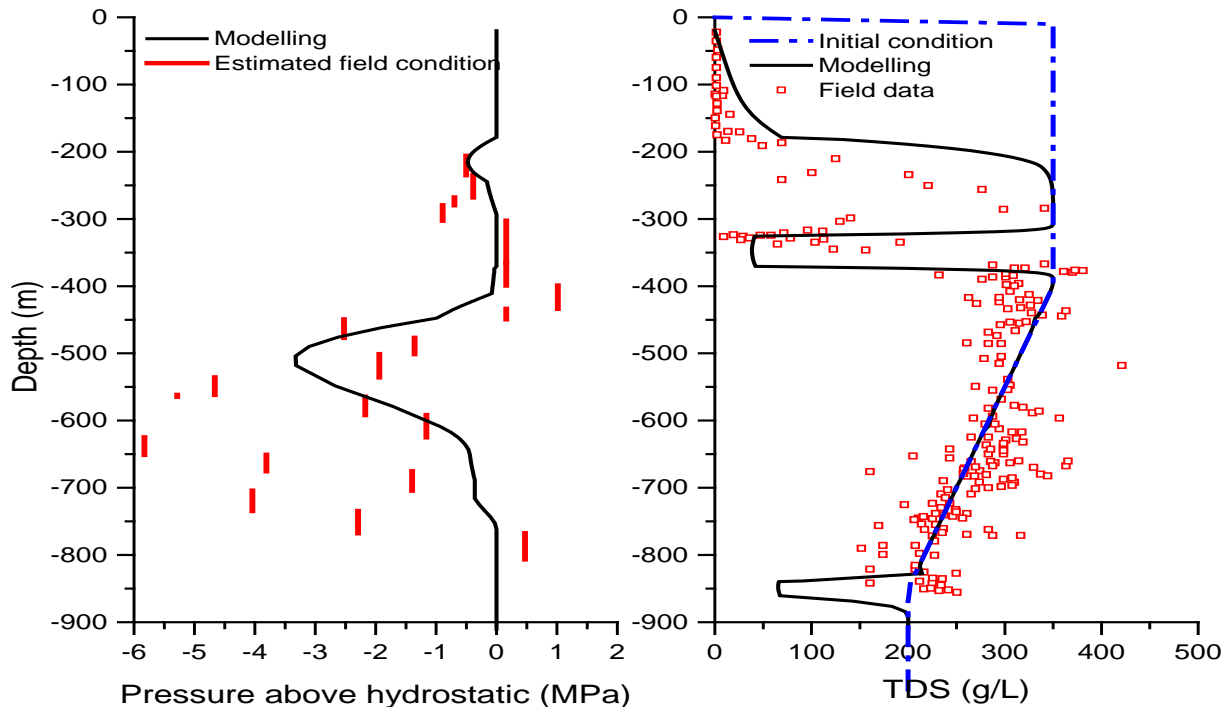 0
-100
-200
-300
-400
-500
-600
-700
-800
-900
Depth (m)
Modelling
Estimated field condition
-6 -5 -4 -3 -2 -1 0 1 2
Pressure above hydrostatic (MPa)
0
-100
-200
-300
-400
-500
-600
-700
-800
-900
Initial condition
Modelling
Field data
0 100 200 300 400 500
TDS (g/L)